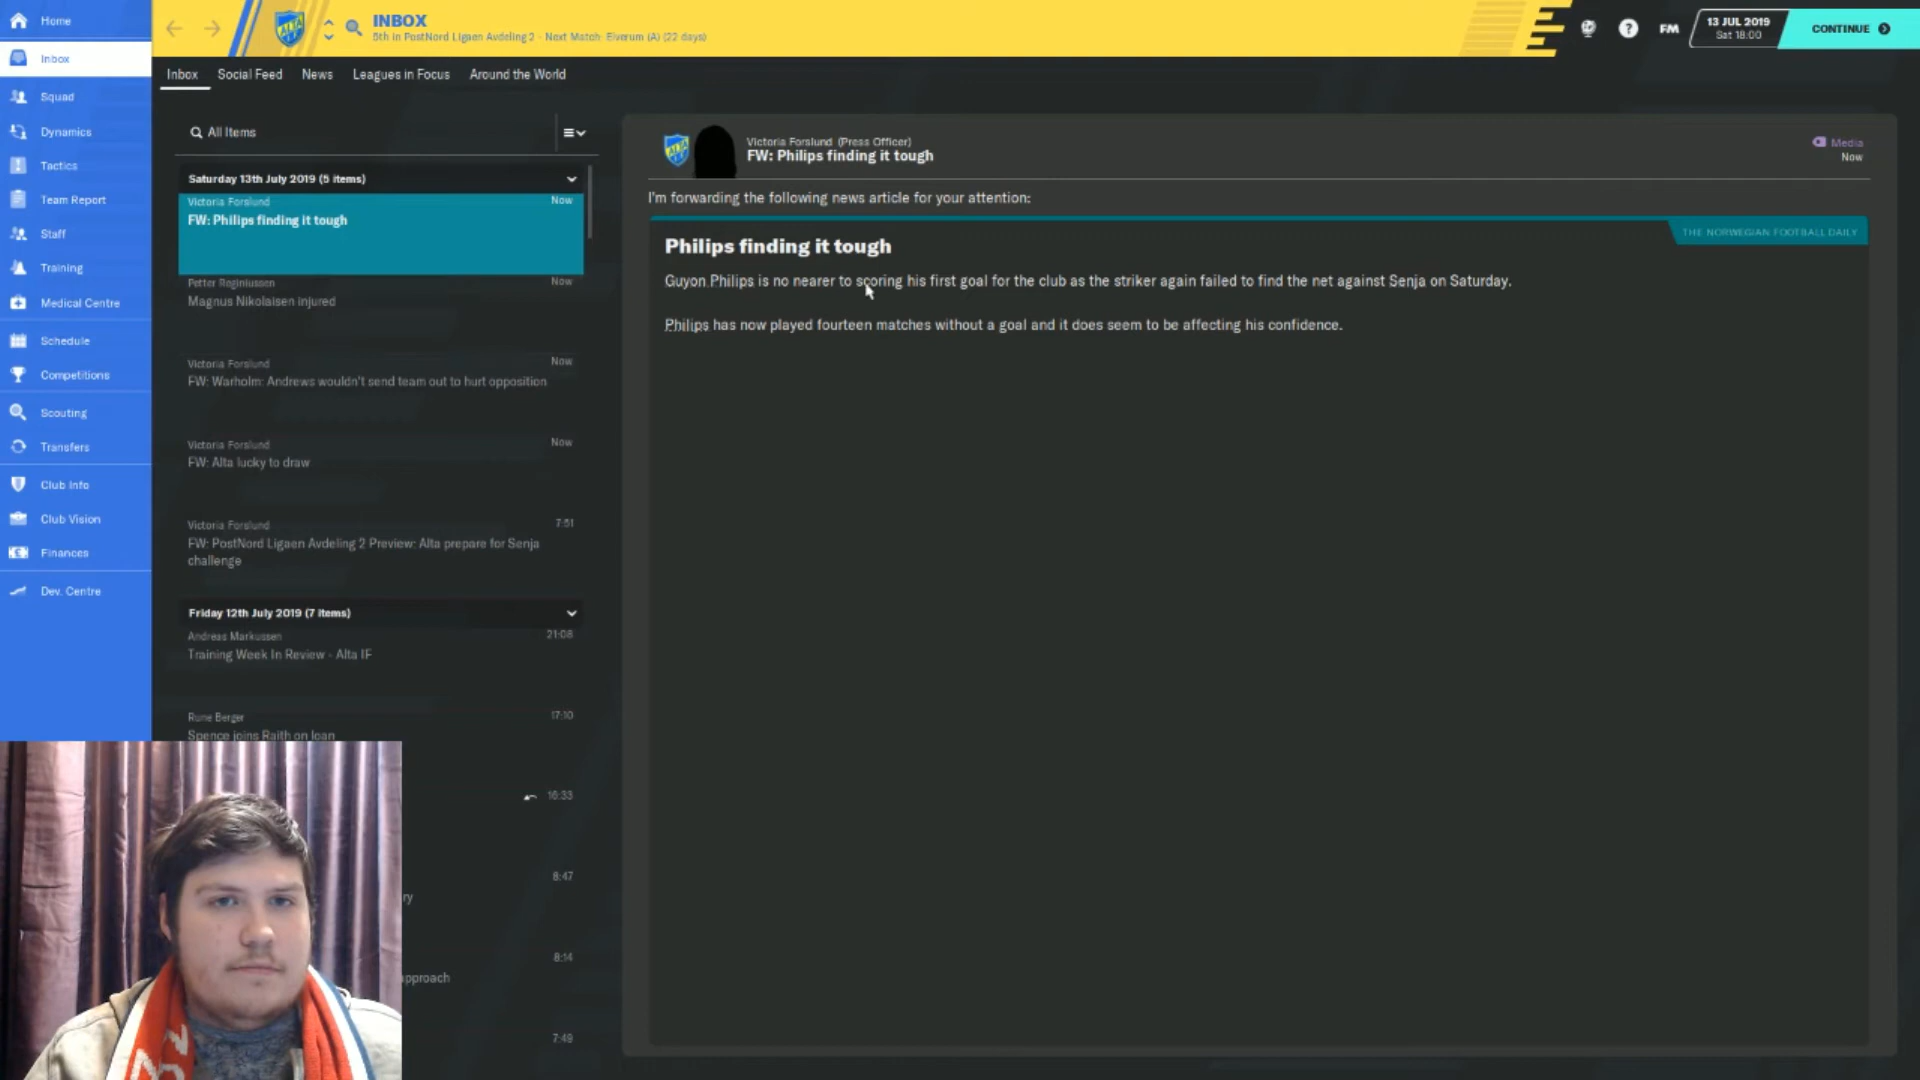 Home
Inbox
Squad
Dynamics
Tactics
Team Report
Staff
Training
Medical Centre
Schedule
Competitions
Scouting
Transfers
Club Info
Club Vision
Finances
Dev. Centre
ALTA
INBOX
5th in PostNord Ligaen Avdeling 2 - Next Match: Elverum (A) (22 days)
FM
13 JUL 2019
Sat 18:00
CONTINUE
Inbox
Social Feed
News
Leagues in Focus
Around the World
All Items
Saturday 13th July 2019 (5 items)
Victoria Forslund
Now
FW: Philips finding it tough
Petter Reginiussen
Now
Magnus Nikolaisen injured
Victoria Forslund
Now
FW: Warholm: Andrews wouldn't send team out to hurt opposition
Victoria Forslund
Now
FW: Alta lucky to draw
Victoria Forslund
7:51
FW: PostNord Ligaen Avdeling 2 Preview: Alta prepare for Senja
challenge
Friday 12th July 2019 (7 items)
Andreas Markussen
21:08
Training Week In Review - Alta IF
Rune Berger
17:10
Spence joins Raith on loan
16:33
8:47
ry
8:14
pproach
7:49
Victoria Forslund (Press Officer)
FW: Philips finding it tough
Media
Now
I'm forwarding the following news article for your attention:
THE NORWEGIAN FOOTBALL DAILY
Philips finding it tough
Guyon Philips is no nearer to scoring his first goal for the club as the striker again failed to find the net against Senja on Saturday.
Philips has now played fourteen matches without a goal and it does seem to be affecting his confidence.